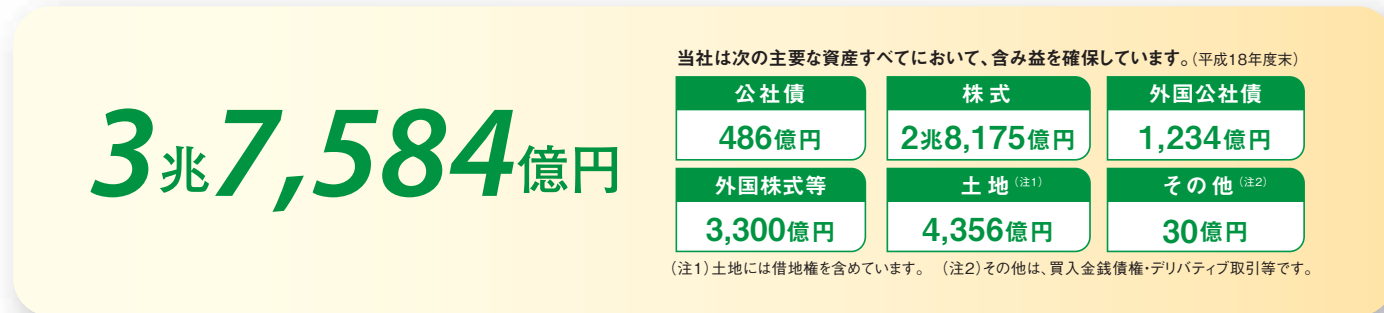 3兆7,584億円
当社は次の主要な資産すべてにおいて、含み益を確保しています。(平成18年度末)
公社債
486億円
株式
2兆8,175億円
外国公社債
1,234億円
外国株式等
3,300億円
土地(注1)
4,356億円
その他(注2)
30億円
(注1)土地には借地権を含めています。 (注2)その他は、買入金銭債権・デリバティブ取引等です。